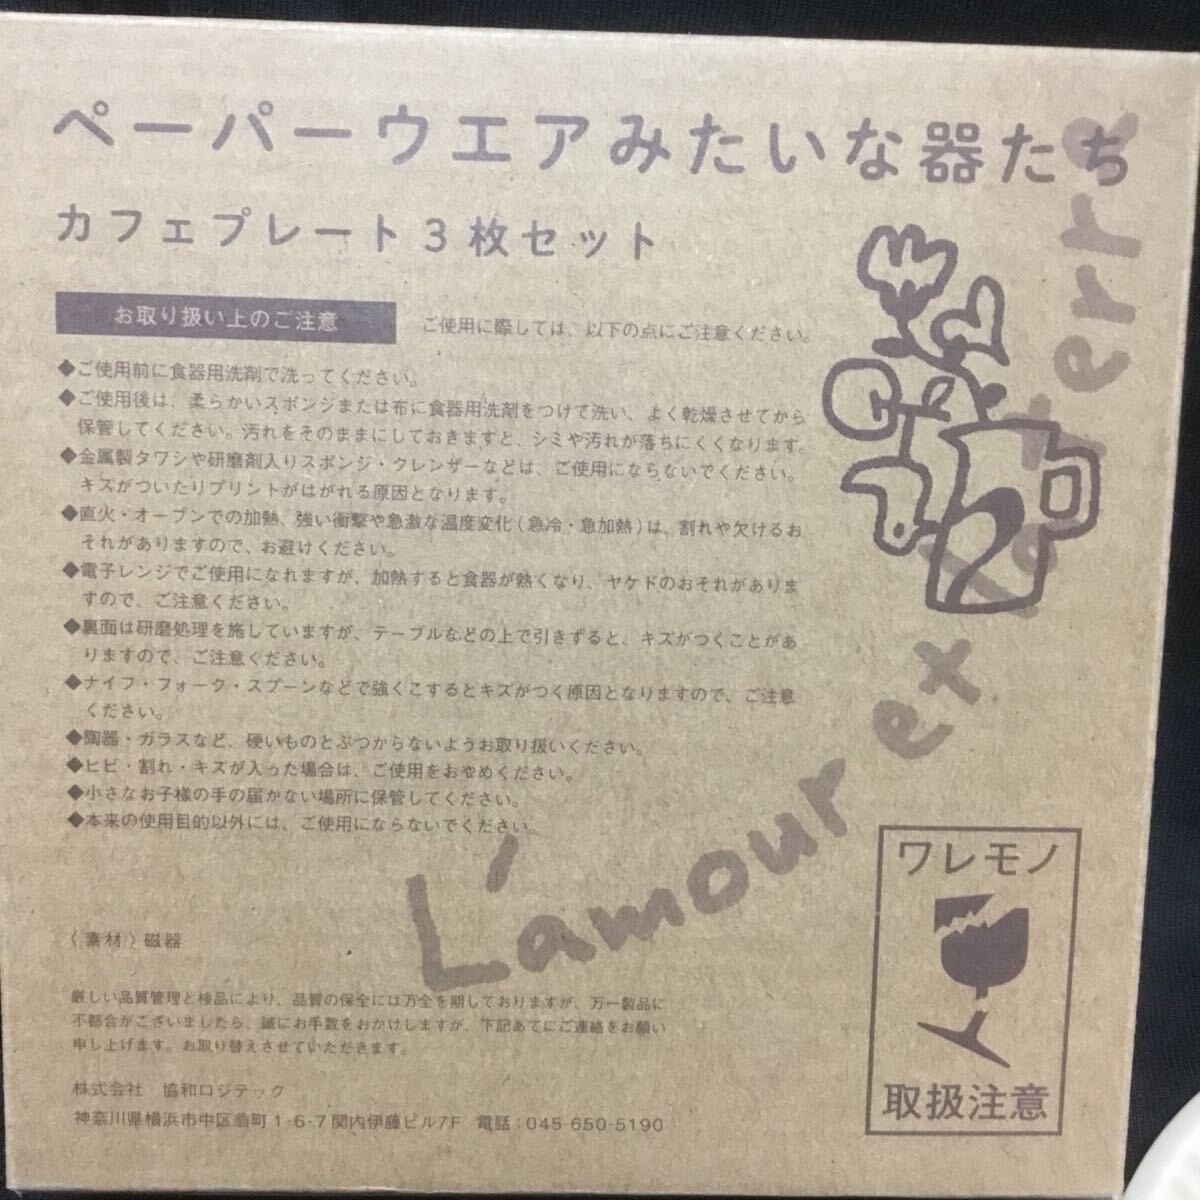 ペーパーウエアみたいな器たち
カフェプレート3枚セット
お取り扱い上のご注意
ご使用に際しては、以下の点にご注意ください。
◆ご使用前に食器用洗剤で洗ってください。
◆ご使用後は、柔らかいスポンジまたは布に食器用洗剤をつけて洗い、よく乾燥させてから
保管してください。汚れをそのままにしておきますと、シミや汚れが落ちにくくなります。
◆金属製タワシや研磨剤入りスポンジ・クレンザーなどは、ご使用にならないでください。
キズがついたりプリントがはがれる原因となります。
◆直火・オーブンでの加熱、強い衝撃や急激な温度変化(急冷・急加熱)は、割れや欠けるお
それがありますので、お避けください。
◆電子レンジでご使用になれますが、加熱すると食器が熱くなり、ヤケドのおそれがありま
すので、ご注意ください。
◆裏面は研磨処理を施していますが、テーブルなどの上で引きずると、キズがつくことがあ
りますので、ご注意ください。
◆ナイフ・フォーク・スプーンなどで強くこするとキズがつく原因となりますので、ご注意
ください。
◆陶器・ガラスなど、硬いものとぶつからないようお取り扱いください。
◆ヒビ・割れ・キズが入った場合は、ご使用をおやめください。
◆小さなお子様の手の届かない場所に保管してください。
◆本来の使用目的以外には、ご使用にならないでください。
L'amour ex la terre
〈素材〉磁器
厳しい品質管理と検品により、品質の保全には万全を期しておりますが、万一製品に
不都合がございましたら、誠にお手数をおかけしますが、下記あてにご連絡をお願い
申し上げます。お取り替えさせていただきます。
株式会社 協和ロジテック
神奈川県横浜市中区翁町1-6-7関内伊藤ビル7F 電話:045-650-5190
ワレモノ
取扱注意